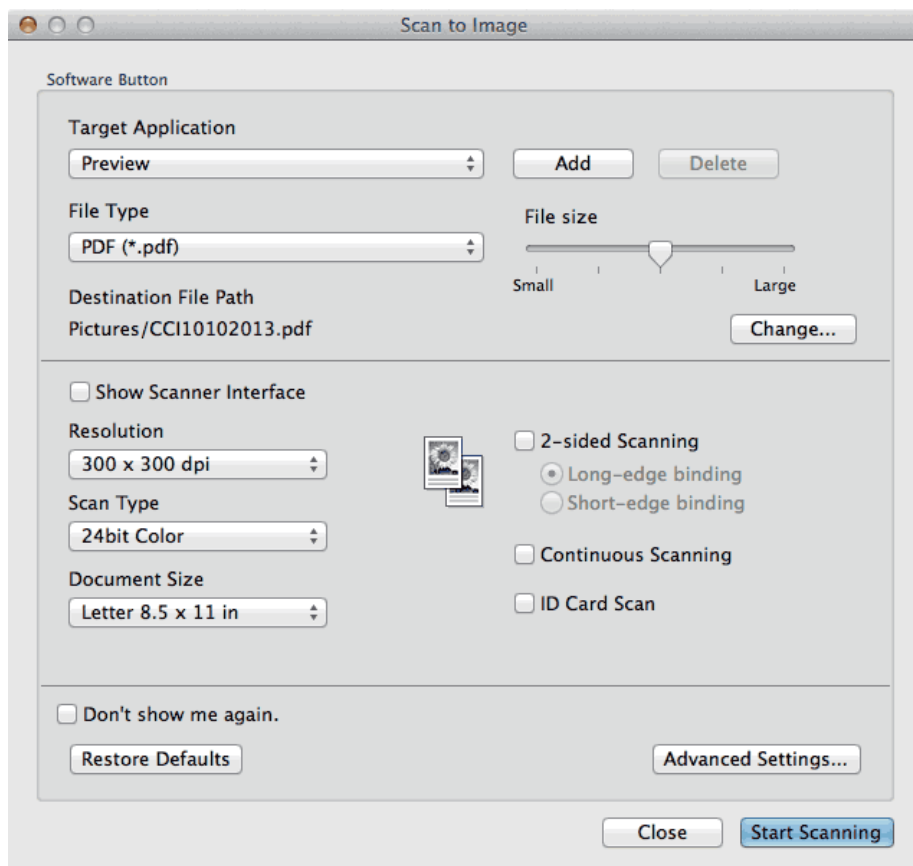 Scan to Image
Software Button
Target Application
Preview
Add
Delete
File Type
File size
PDF (*.pdf)
Small
Large
Destination File Path
Pictures/CCI10102013.pdf
Change...
Show Scanner Interface
Resolution
300 x 300 dpi
Scan Type
24bit Color
Document Size
Letter 8.5 x 11 in
2-sided Scanning
Long-edge binding
Short-edge binding
Continuous Scanning
ID Card Scan
Don't show me again.
Restore Defaults
Advanced Settings...
Close
Start Scanning